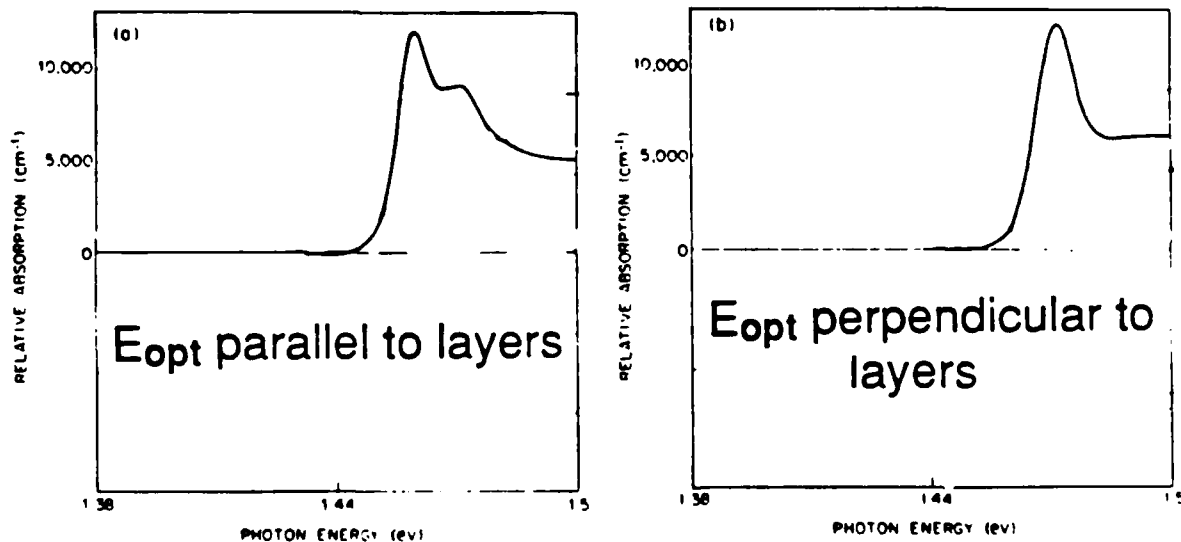 (a)
10,000
5,000
0
RELATIVE ABSORPTION (cm⁻¹)
Eopt parallel to layers
1.38
1.44
1.5
PHOTON ENERGY (eV)
(b)
10,000
5,000
0
RELATIVE ABSORPTION (cm⁻¹)
Eopt perpendicular to
layers
1.38
1.44
1.5
PHOTON ENERGY (eV)